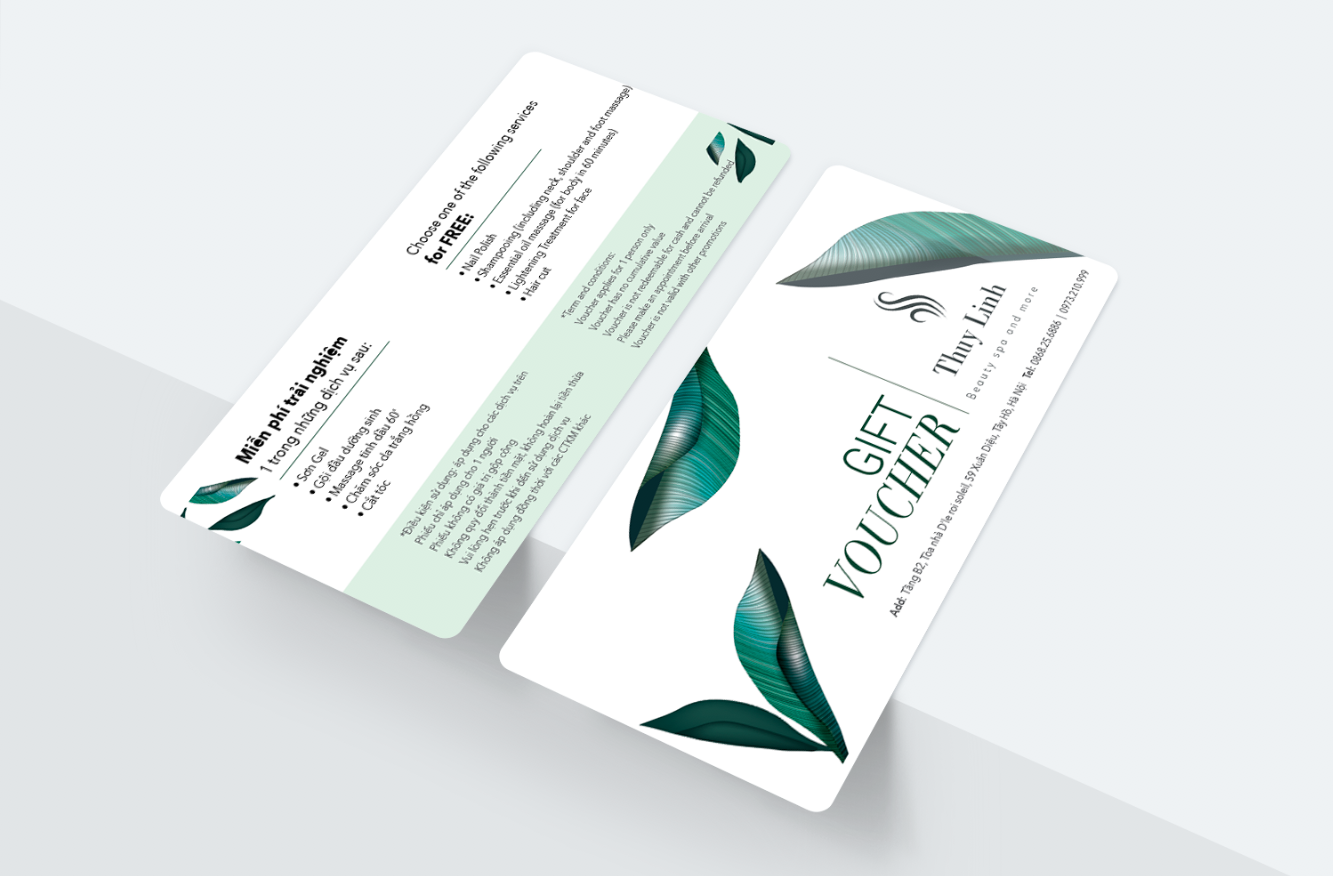 Miễn phí trải nghiệm
1 trong những dịch vụ sau:
• Sơn Gel
• Gội đầu dưỡng sinh
• Massage tinh dầu 60'
• Chăm sóc da trắng hồng
• Cắt tóc
Choose one of the following services
for FREE:
• Nail Polish
• Shampooing (including neck, shoulder and foot massage)
• Essential oil massage (for body in 60 minutes)
• Lightening Treatment for face
• Hair cut
*Điều kiện sử dụng: áp dụng cho các dịch vụ trên
Phiếu chỉ áp dụng cho 1 người
Phiếu không có giá trị gộp cộng
Không quy đổi thành tiền mặt, không hoàn lại tiền thừa
Vui lòng hẹn trước khi đến sử dụng dịch vụ
Không áp dụng đồng thời với các CTKM khác
*Term and conditions:
Voucher applies for 1 person only
Voucher has no cumulative value
Voucher is not redeemable for cash and cannot be refunded
Please make an appointment before arrival
Voucher is not valid with other promotions
GIFT
VOUCHER
Thuy Linh
Beauty spa and more
Add: Tầng B2, Tòa nhà D'le roi soleil, 59 Xuân Diệu, Tây Hồ, Hà Nội Tel: 0868.25.6886 | 0973.210.999